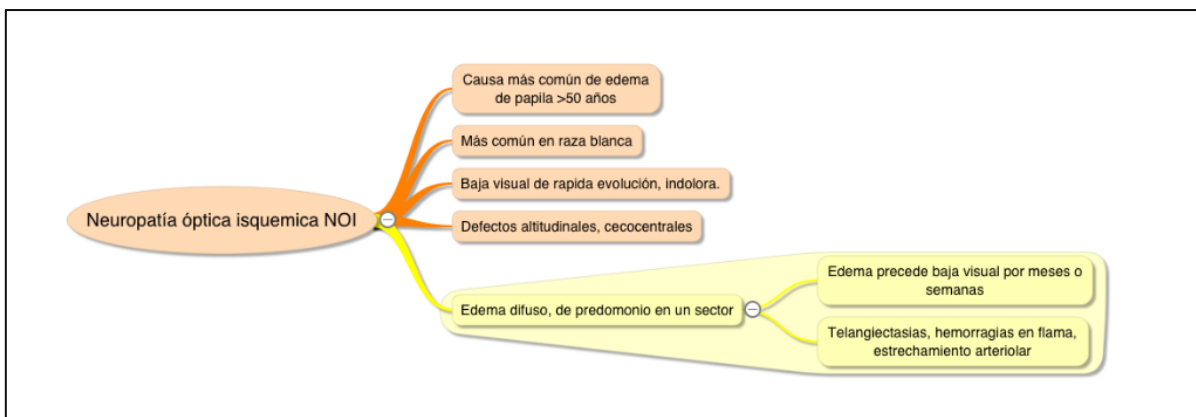 Neuropatía óptica isquemica NOI
Causa más común de edema
de papila >50 años
Más común en raza blanca
Baja visual de rapida evolución, indolora.
Defectos altitudinales, cecocentrales
Edema difuso, de predomonio en un sector
Edema precede baja visual por meses o
semanas
Telangiectasias, hemorragias en flama,
estrechamiento arteriolar